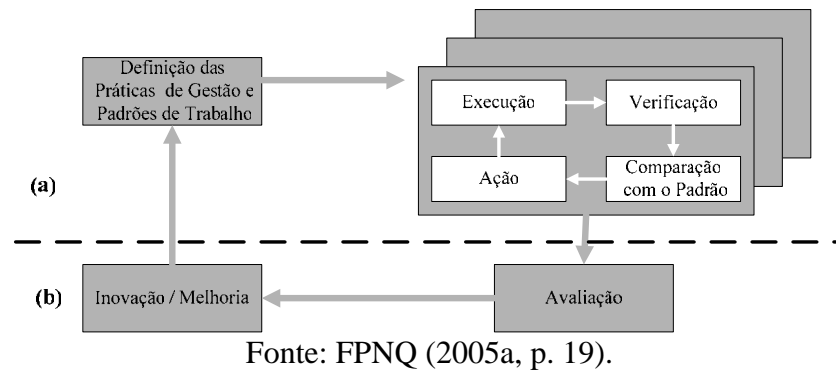 Definição das
Práticas de Gestão e
Padrões de Trabalho
Execução
Verificação
Ação
Comparação
com o Padrão
(a)
(b)
Inovação / Melhoria
Avaliação
Fonte: FPNQ (2005a, p. 19).